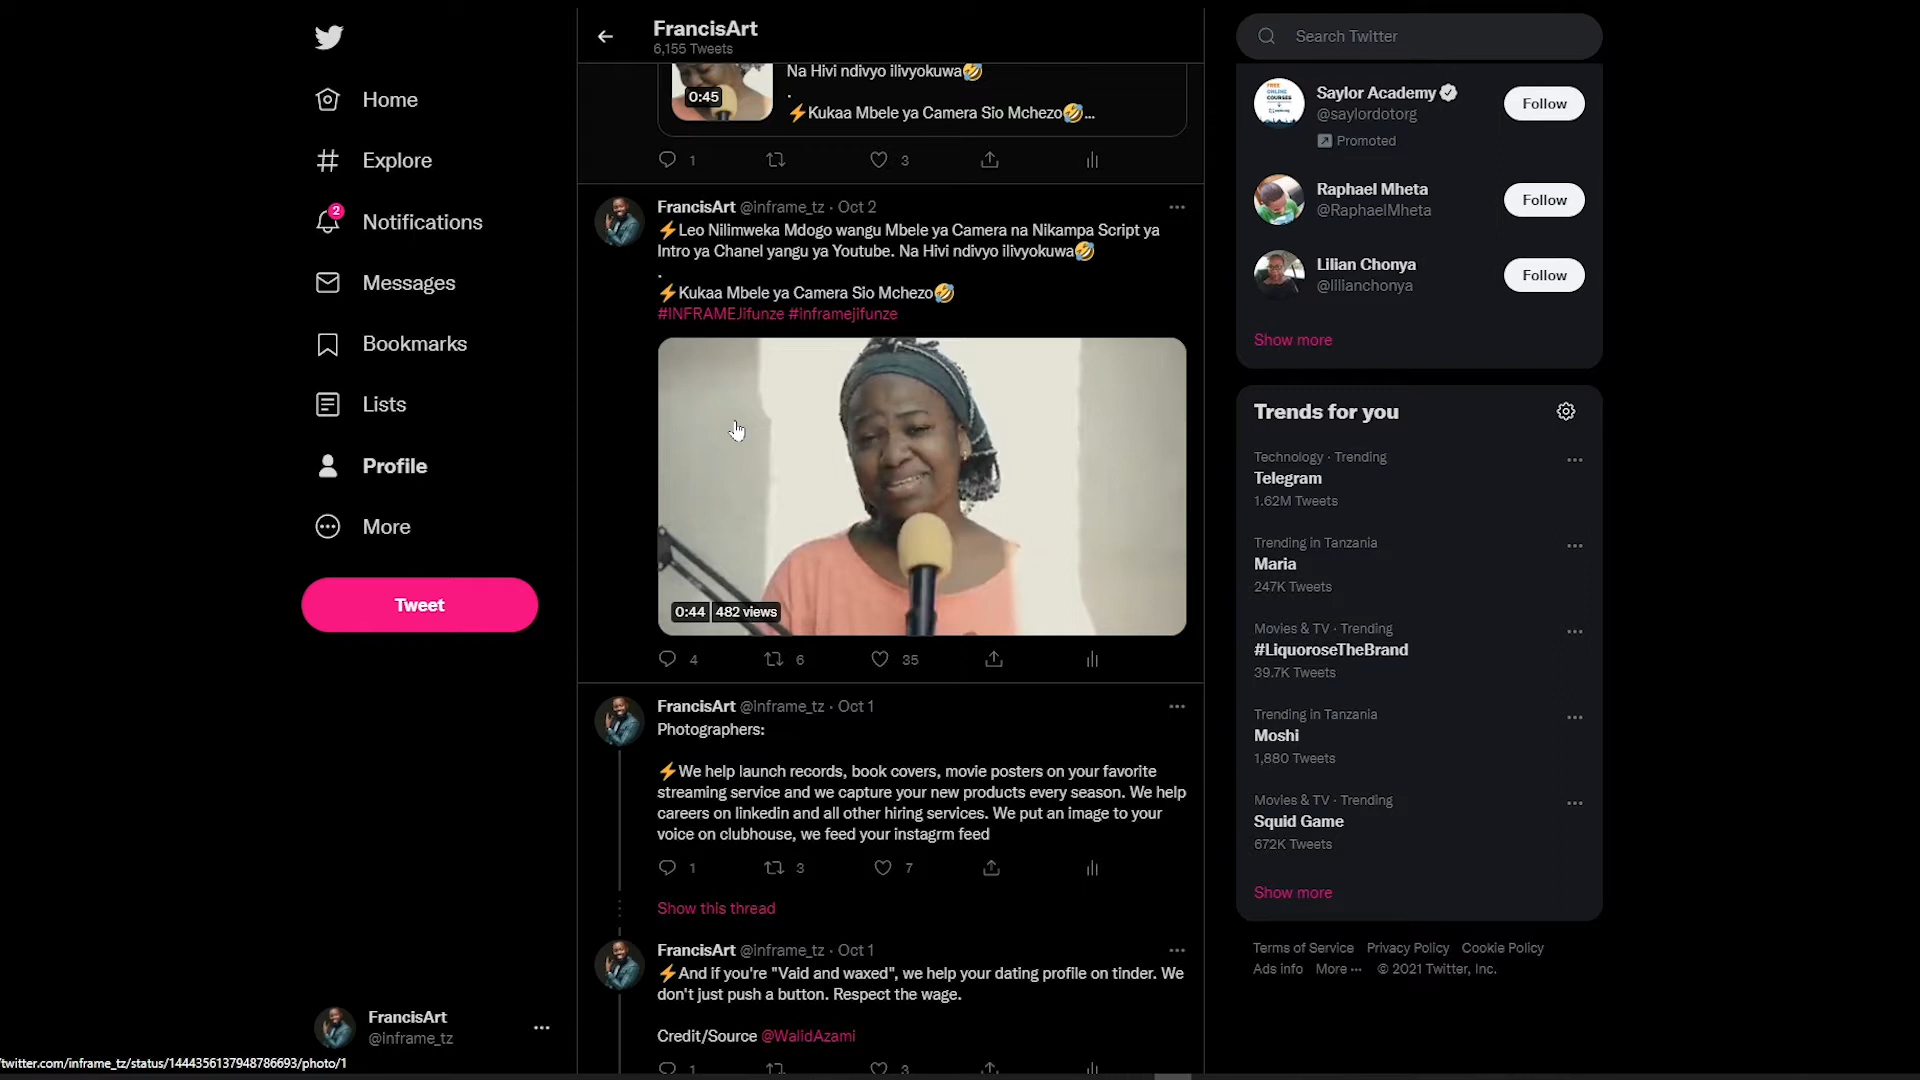 Home
Explore
2
Notifications
Messages
Bookmarks
Lists
Profile
More
Tweet
FrancisArt
@inframe_tz
twitter.com/inframe_tz/status/1444356137948786693/photo/1
FrancisArt
6,155 Tweets
0:45
Na Hivi ndivyo ilivyokuwa🤣
.
⚡Kukaa Mbele ya Camera Sio Mchezo🤣...
1
3
FrancisArt @inframe_tz · Oct 2
⚡Leo Nilimweka Mdogo wangu Mbele ya Camera na Nikampa Script ya
Intro ya Chanel yangu ya Youtube. Na Hivi ndivyo ilivyokuwa🤣
.
⚡Kukaa Mbele ya Camera Sio Mchezo🤣
#INFRAMEJifunze #inframejifunze
0:44 482 views
4 6 35
FrancisArt @inframe_tz · Oct 1
Photographers:
⚡We help launch records, book covers, movie posters on your favorite
streaming service and we capture your new products every season. We help
careers on linkedin and all other hiring services. We put an image to your
voice on clubhouse, we feed your instagrm feed
1 3 7
Show this thread
FrancisArt @inframe_tz · Oct 1
⚡And if you're "Vaid and waxed", we help your dating profile on tinder. We
don't just push a button. Respect the wage.
Credit/Source @WalidAzami
1 3
Search Twitter
FREE
ONLINE
COURSES
Saylor Academy
@saylordotorg
Promoted
Follow
Raphael Mheta
@RaphaelMheta
Follow
Lilian Chonya
@lilianchonya
Follow
Show more
Trends for you
Technology · Trending
Telegram
1.62M Tweets
Trending in Tanzania
Maria
247K Tweets
Movies & TV · Trending
#LiquoroseTheBrand
39.7K Tweets
Trending in Tanzania
Moshi
1,880 Tweets
Movies & TV · Trending
Squid Game
672K Tweets
Show more
Terms of Service Privacy Policy Cookie Policy
Ads info More ··· © 2021 Twitter, Inc.